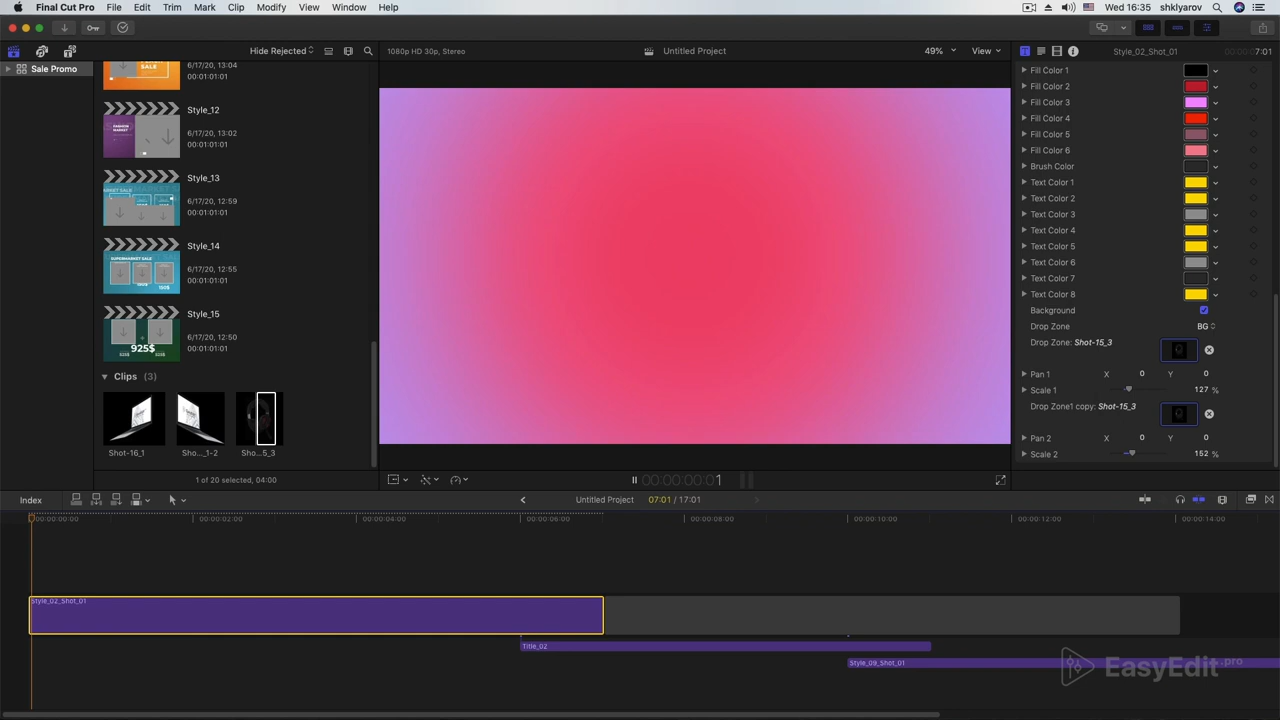 Final Cut Pro File Edit Trim Mark Clip Modify View Window Help
Wed 16:35 shklyarov
Hide Rejected
1080p HD 30p, Stereo
Untitled Project
49%
View
Style_02_Shot_01
7:01
Sale Promo
6/17/20, 13:04
00:01:01:01
Style_12
6/17/20, 13:02
00:01:01:01
Style_13
6/17/20, 12:59
00:01:01:01
Style_14
6/17/20, 12:55
00:01:01:01
Style_15
6/17/20, 12:50
00:01:01:01
925$
Clips (3)
Shot-16_1
Sho..._1-2
Sho...5_3
1 of 20 selected, 04:00
Fill Color 1
Fill Color 2
Fill Color 3
Fill Color 4
Fill Color 5
Fill Color 6
Brush Color
Text Color 1
Text Color 2
Text Color 3
Text Color 4
Text Color 5
Text Color 6
Text Color 7
Text Color 8
Background
Drop Zone BG
Drop Zone: Shot-15_3
Pan 1 X 0 Y 0
Scale 1 127 %
Drop Zone1 copy: Shot-15_3
Pan 2 X 0 Y 0
Scale 2 152 %
00:00:00:01
Index
Untitled Project
07:01 / 17:01
00:00:00:00
00:00:02:00
00:00:04:00
00:00:06:00
00:00:08:00
00:00:10:00
00:00:12:00
00:00:14:00
Style_02_Shot_01
Title_02
Style_09_Shot_01
EasyEdit.pro